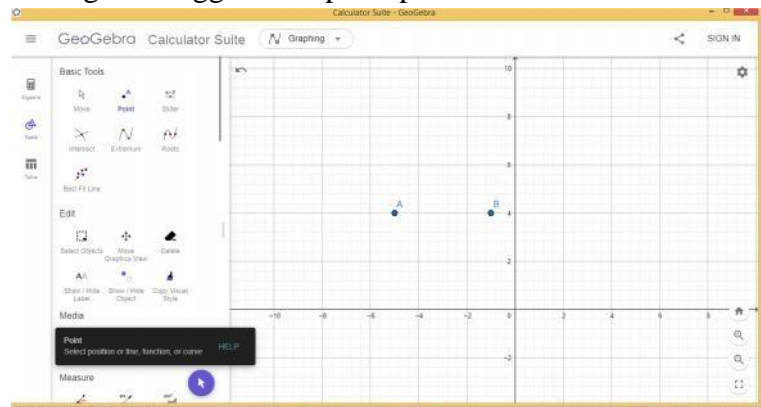 Calculator Suite - GeoGebra
GeoGebra Calculator Suite
Graphing
SIGN IN
Basic Tools
Algebra
Move
Point
Slider
Tools
Intersect
Extremum
Roots
Table
Best Fit Line
Edit
Select Objects
Move Graphics View
Delete
Show / Hide Label
Show / Hide Object
Copy Visual Style
Media
Point
Select position or line, function, or curve
HELP
Measure
A
B
10
8
6
4
2
-10
-8
-6
-4
-2
0
2
4
6
8
-2